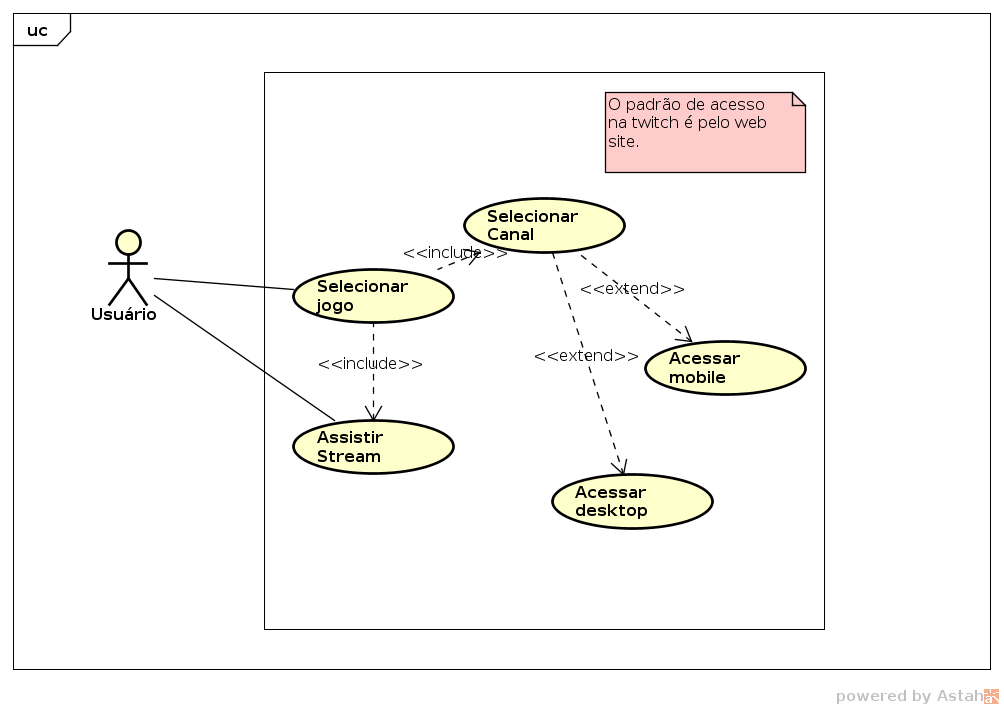 uc
O padrão de acesso
na twitch é pelo web
site.
Selecionar
Canal
<<include>>
Selecionar
jogo
<<extend>>
Usuário
<<extend>>
Acessar
mobile
<<include>>
Assistir
Stream
Acessar
desktop
powered by Astah